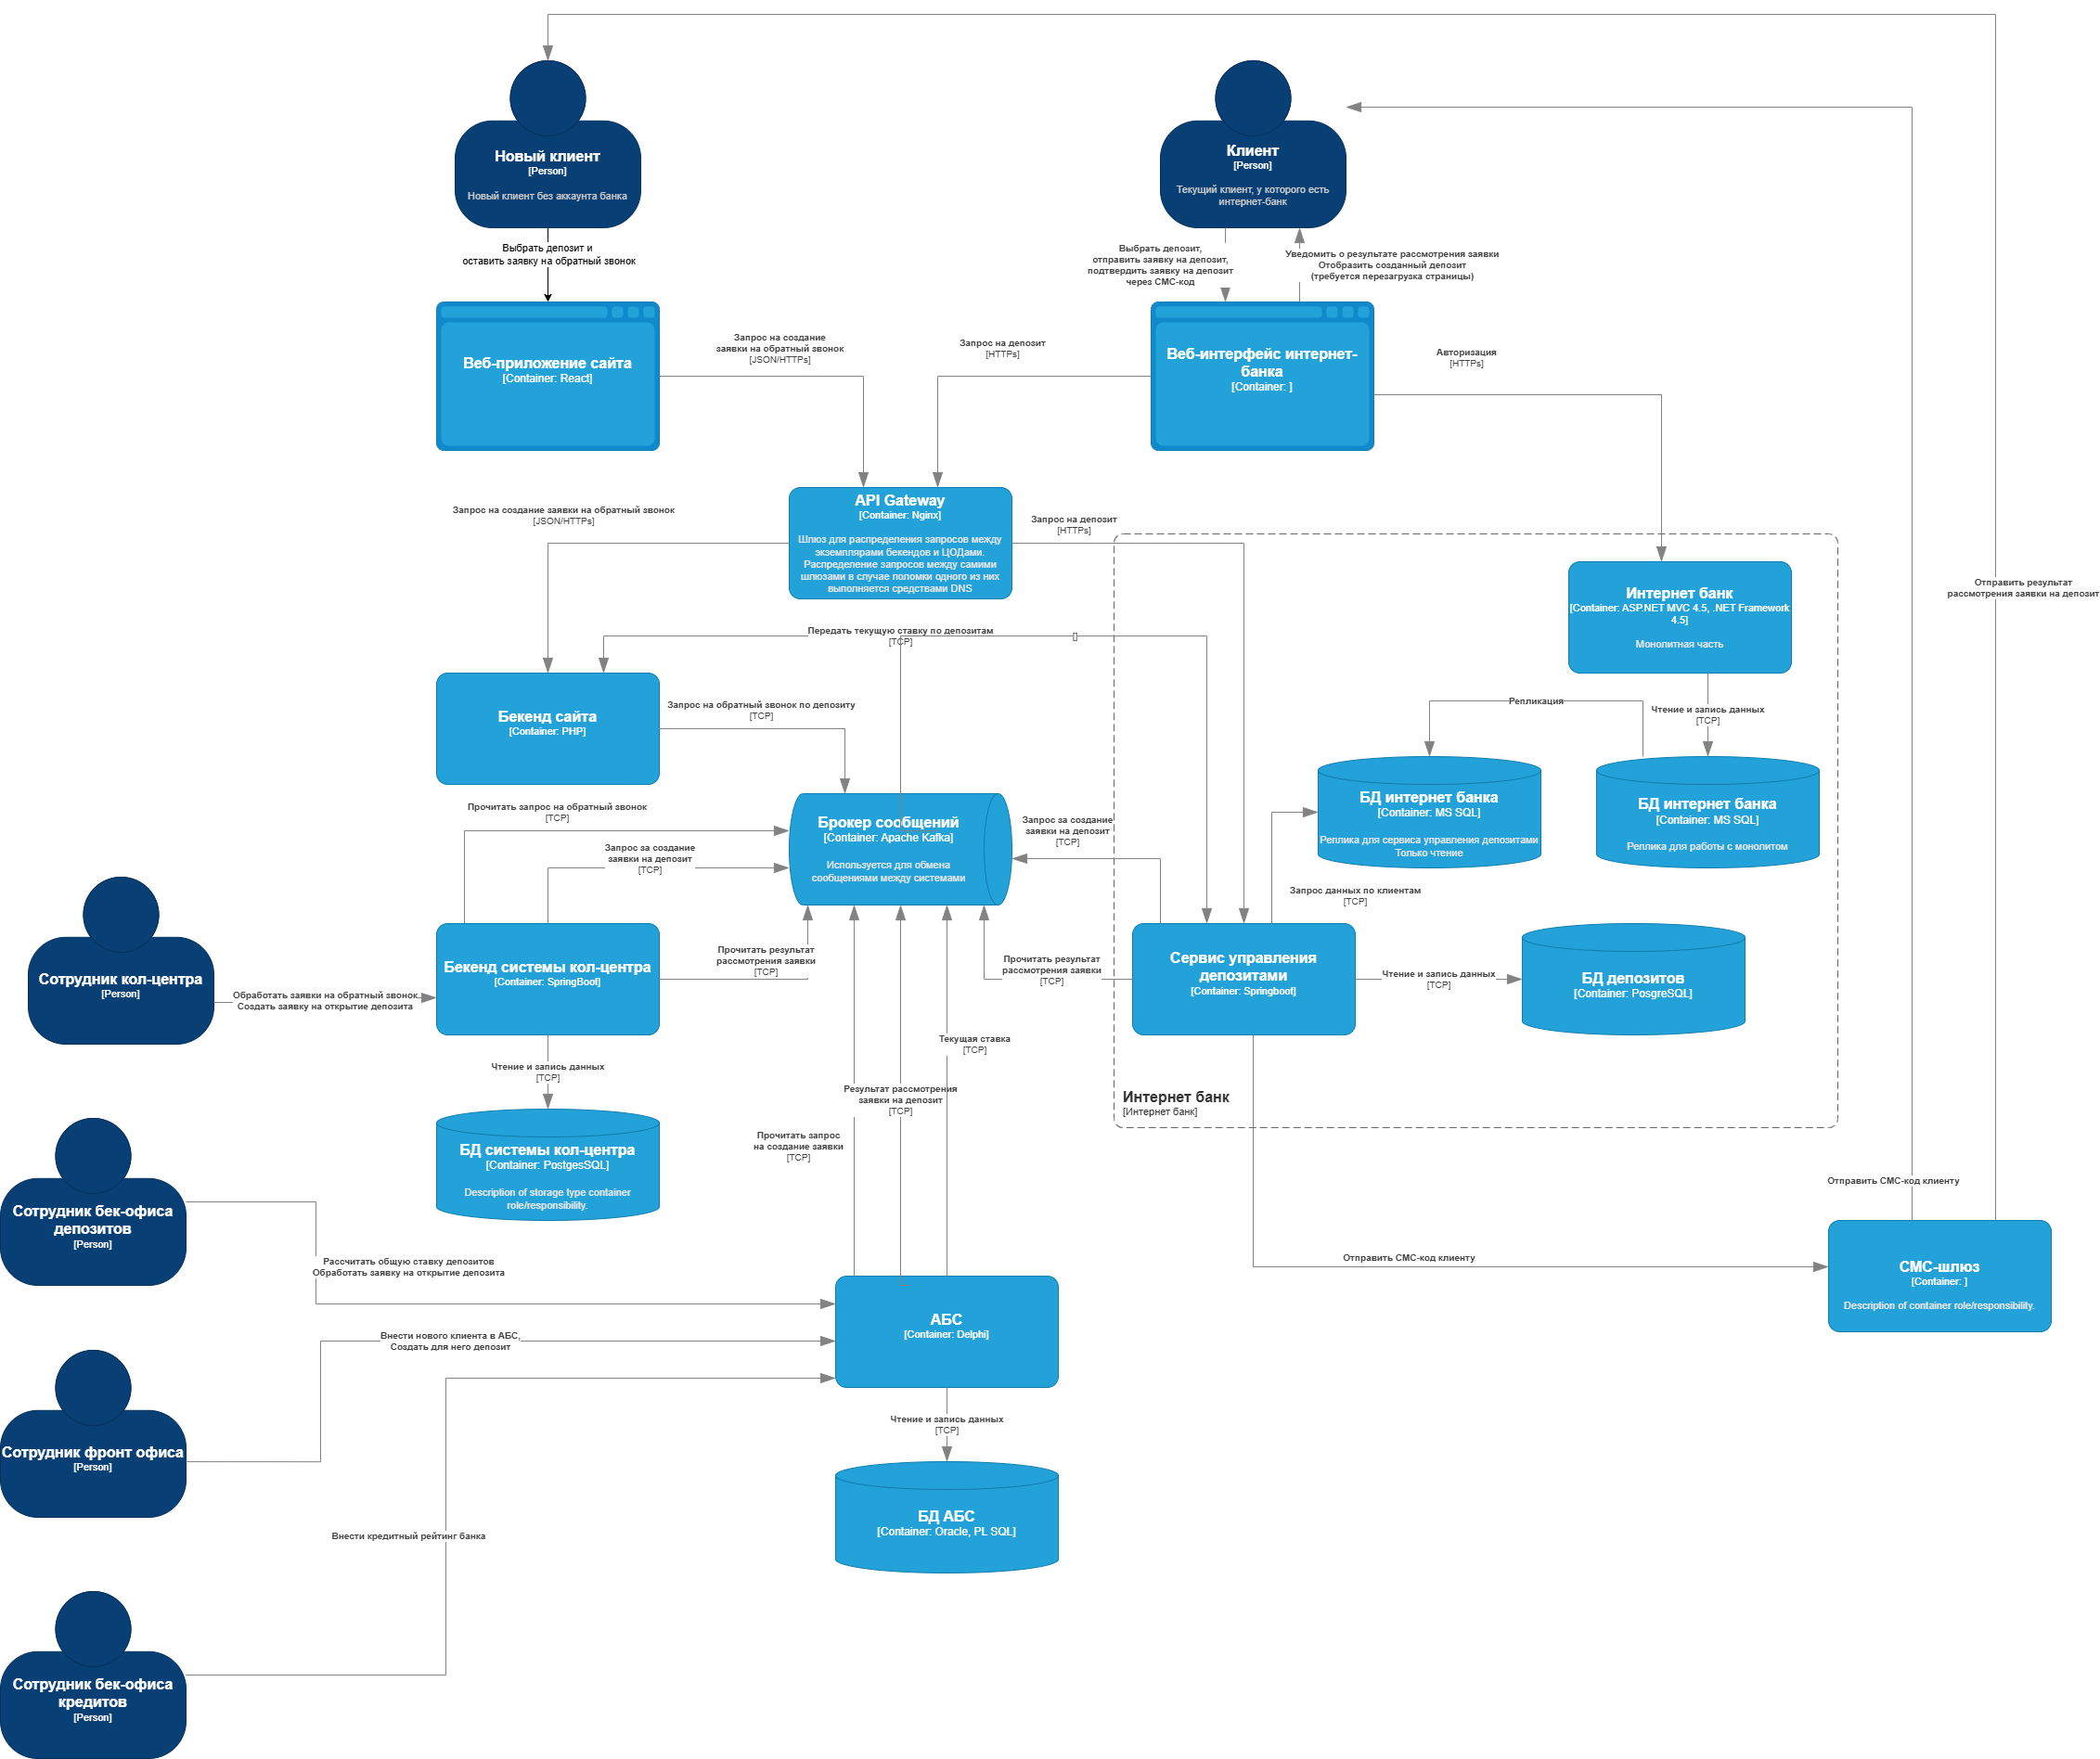 Новый клиент
[Person]
Новый клиент без аккаунта банка
Клиент
[Person]
Текущий клиент, у которого есть
интернет-банк
Выбрать депозит и
оставить заявку на обратный звонок
Выбрать депозит,
отправить заявку на депозит,
подтвердить заявку на депозит
через СМС-код
Уведомить о результате рассмотрения заявки
Отобразить созданный депозит
(требуется перезагрузка страницы)
Веб-приложение сайта
[Container: React]
Запрос на создание
заявки на обратный звонок
[JSON/HTTPs]
Запрос на депозит
[HTTPs]
Веб-интерфейс интернет-
банка
[Container: ]
Авторизация
[HTTPs]
API Gateway
[Container: Nginx]
Шлюз для распределения запросов между
экземплярами бекендов и ЦОДами.
Распределение запросов между самими
шлюзами в случае поломки одного из них
выполняется средствами DNS
Запрос на создание заявки на обратный звонок
[JSON/HTTPs]
Запрос на депозит
[HTTPs]
Интернет банк
[Container: ASP.NET MVC 4.5, .NET Framework
4.5]
Монолитная часть
Отправить результат
рассмотрения заявки на депозит
Передать текущую ставку по депозитам
[TCP]
[]
Бекенд сайта
[Container: PHP]
Запрос на обратный звонок по депозиту
[TCP]
Репликация
Чтение и запись данных
[TCP]
Прочитать запрос на обратный звонок
[TCP]
Брокер сообщений
[Container: Apache Kafka]
Используется для обмена
сообщениями между системами
Запрос за создание
заявки на депозит
[TCP]
Запрос за создание
заявки на депозит
[TCP]
БД интернет банка
[Container: MS SQL]
Реплика для сервиса управления депозитами
Только чтение
БД интернет банка
[Container: MS SQL]
Реплика для работы с монолитом
Запрос данных по клиентам
[TCP]
Сотрудник кол-центра
[Person]
Обработать заявки на обратный звонок.
Создать заявку на открытие депозита
Бекенд системы кол-центра
[Container: SpringBoot]
Прочитать результат
рассмотрения заявки
[TCP]
Прочитать результат
рассмотрения заявки
[TCP]
Сервис управления
депозитами
[Container: Springboot]
Чтение и запись данных
[TCP]
БД депозитов
[Container: PosgreSQL]
Чтение и запись данных
[TCP]
Текущая ставка
[TCP]
Результат рассмотрения
заявки на депозит
[TCP]
Прочитать запрос
на создание заявки
[TCP]
Интернет банк
[Интернет банк]
БД системы кол-центра
[Container: PostgesSQL]
Description of storage type container
role/responsibility.
Сотрудник бек-офиса
депозитов
[Person]
Рассчитать общую ставку депозитов
Обработать заявку на открытие депозита
Отправить СМС-код клиенту
Отправить СМС-код клиенту
СМС-шлюз
[Container: ]
Description of container role/responsibility.
АБС
[Container: Delphi]
Внести нового клиента в АБС,
Создать для него депозит
Сотрудник фронт офиса
[Person]
Чтение и запись данных
[TCP]
БД АБС
[Container: Oracle, PL SQL]
Внести кредитный рейтинг банка
Сотрудник бек-офиса
кредитов
[Person]